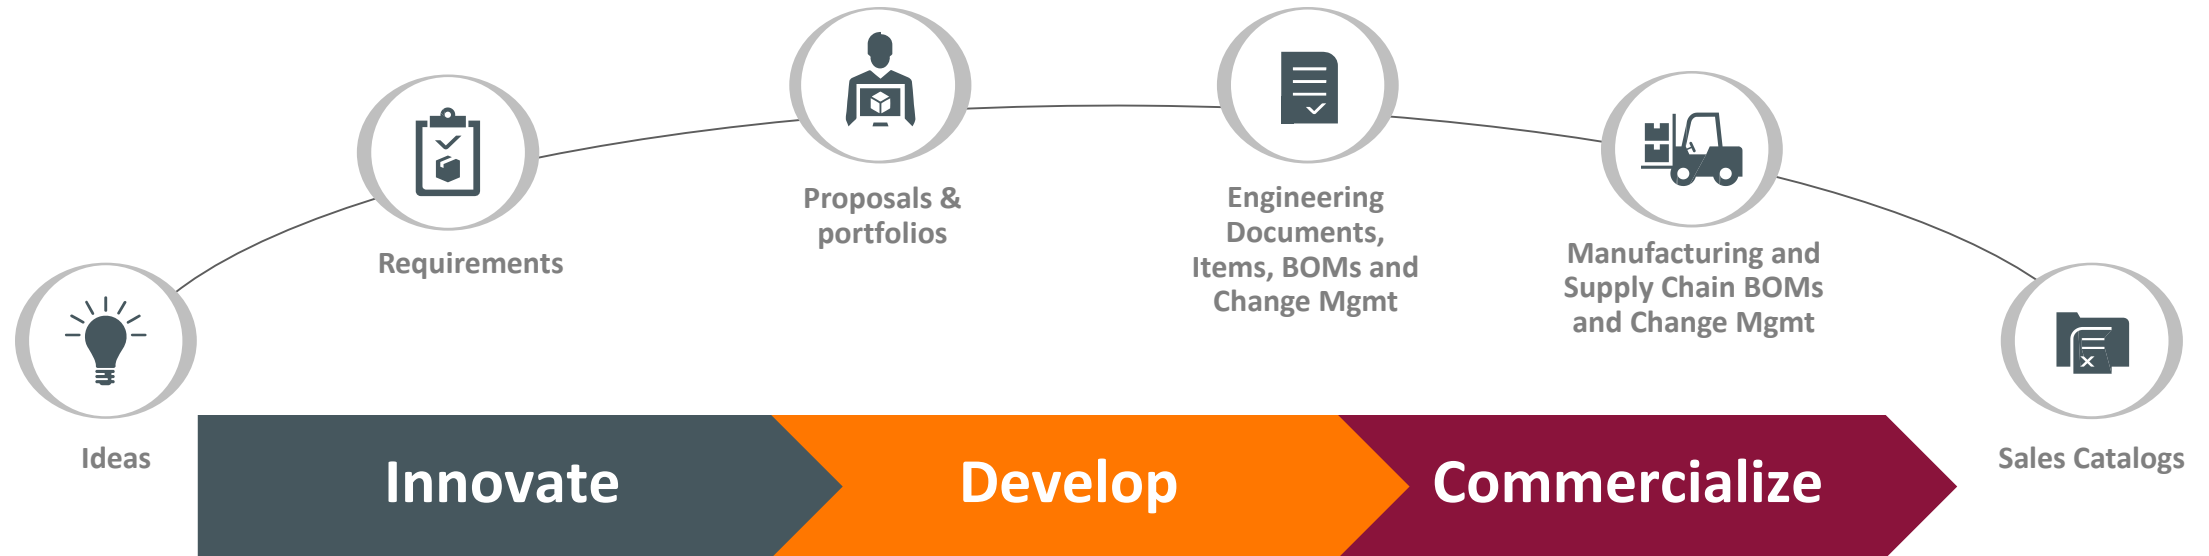 Ideas
Requirements
Proposals &
portfolios
Engineering
Documents,
Items, BOMs and
Change Mgmt
Manufacturing and
Supply Chain BOMs
and Change Mgmt
Sales Catalogs
Innovate
Develop
Commercialize